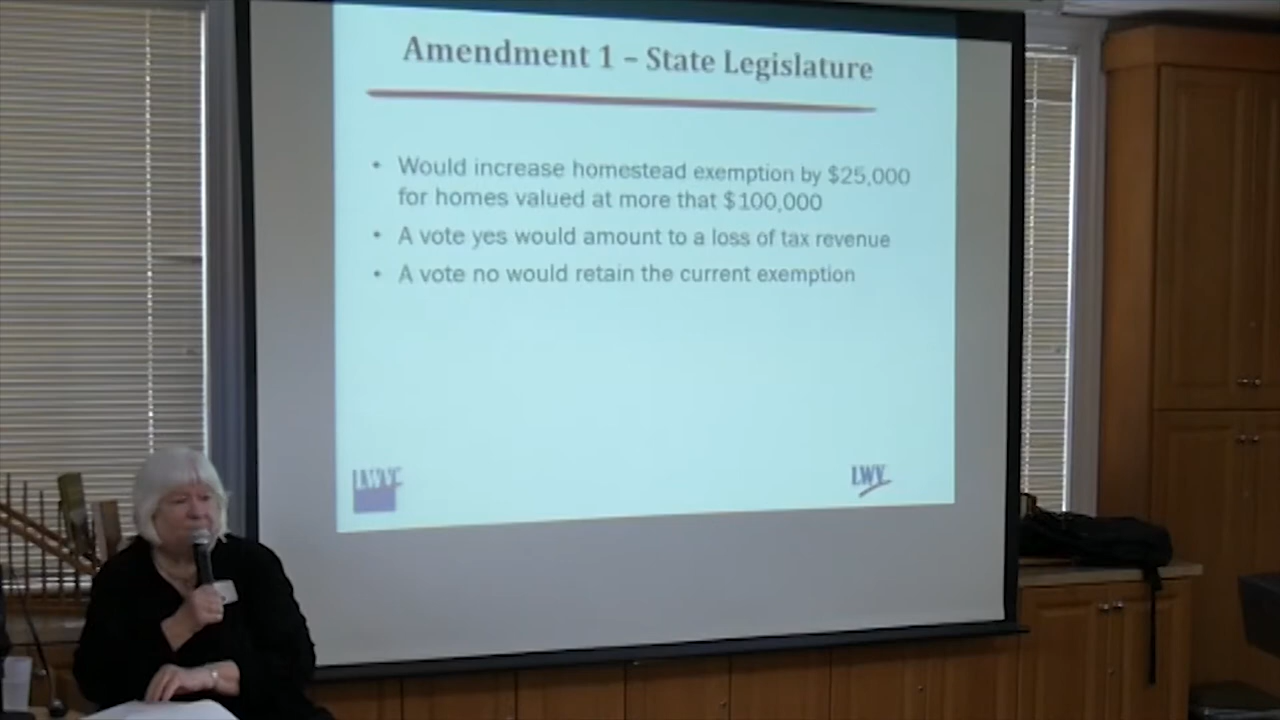 Amendment 1 – State Legislature
• Would increase homestead exemption by $25,000
for homes valued at more that $100,000
• A vote yes would amount to a loss of tax revenue
• A vote no would retain the current exemption
LWV
LWV